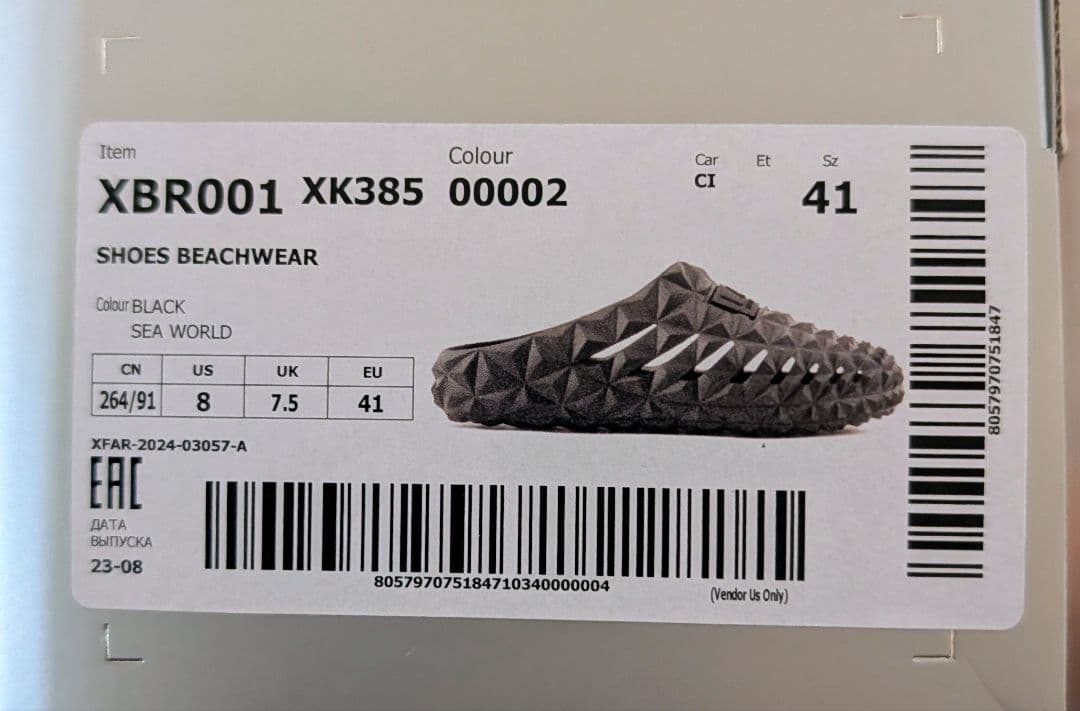 Item Colour Car Et Sz
XBR001 XK385 00002 CI 41
SHOES BEACHWEAR
Colour BLACK
SEA WORLD
CN US UK EU
264/91 8 7.5 41
XFAR-2024-03057-A
EAC
ДАТА
ВЫПУСКА
23-08
805797075184710340000004
(Vendor Us Only)
8057970751847